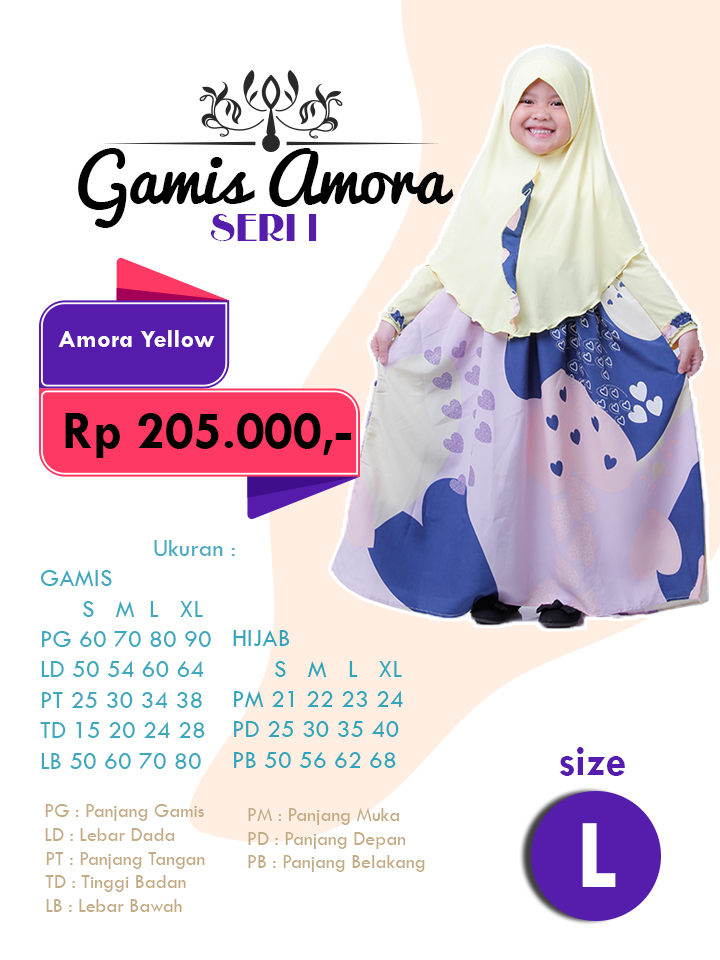 Gamis Amora
SERI I
Amora Yellow
Rp 205.000,-
Ukuran :
GAMIS
S M L XL
PG 60 70 80 90
LD 50 54 60 64
PT 25 30 34 38
TD 15 20 24 28
LB 50 60 70 80
HIJAB
S M L XL
PM 21 22 23 24
PD 25 30 35 40
PB 50 56 62 68
PG : Panjang Gamis
LD : Lebar Dada
PT : Panjang Tangan
TD : Tinggi Badan
LB : Lebar Bawah
PM : Panjang Muka
PD : Panjang Depan
PB : Panjang Belakang
size
L